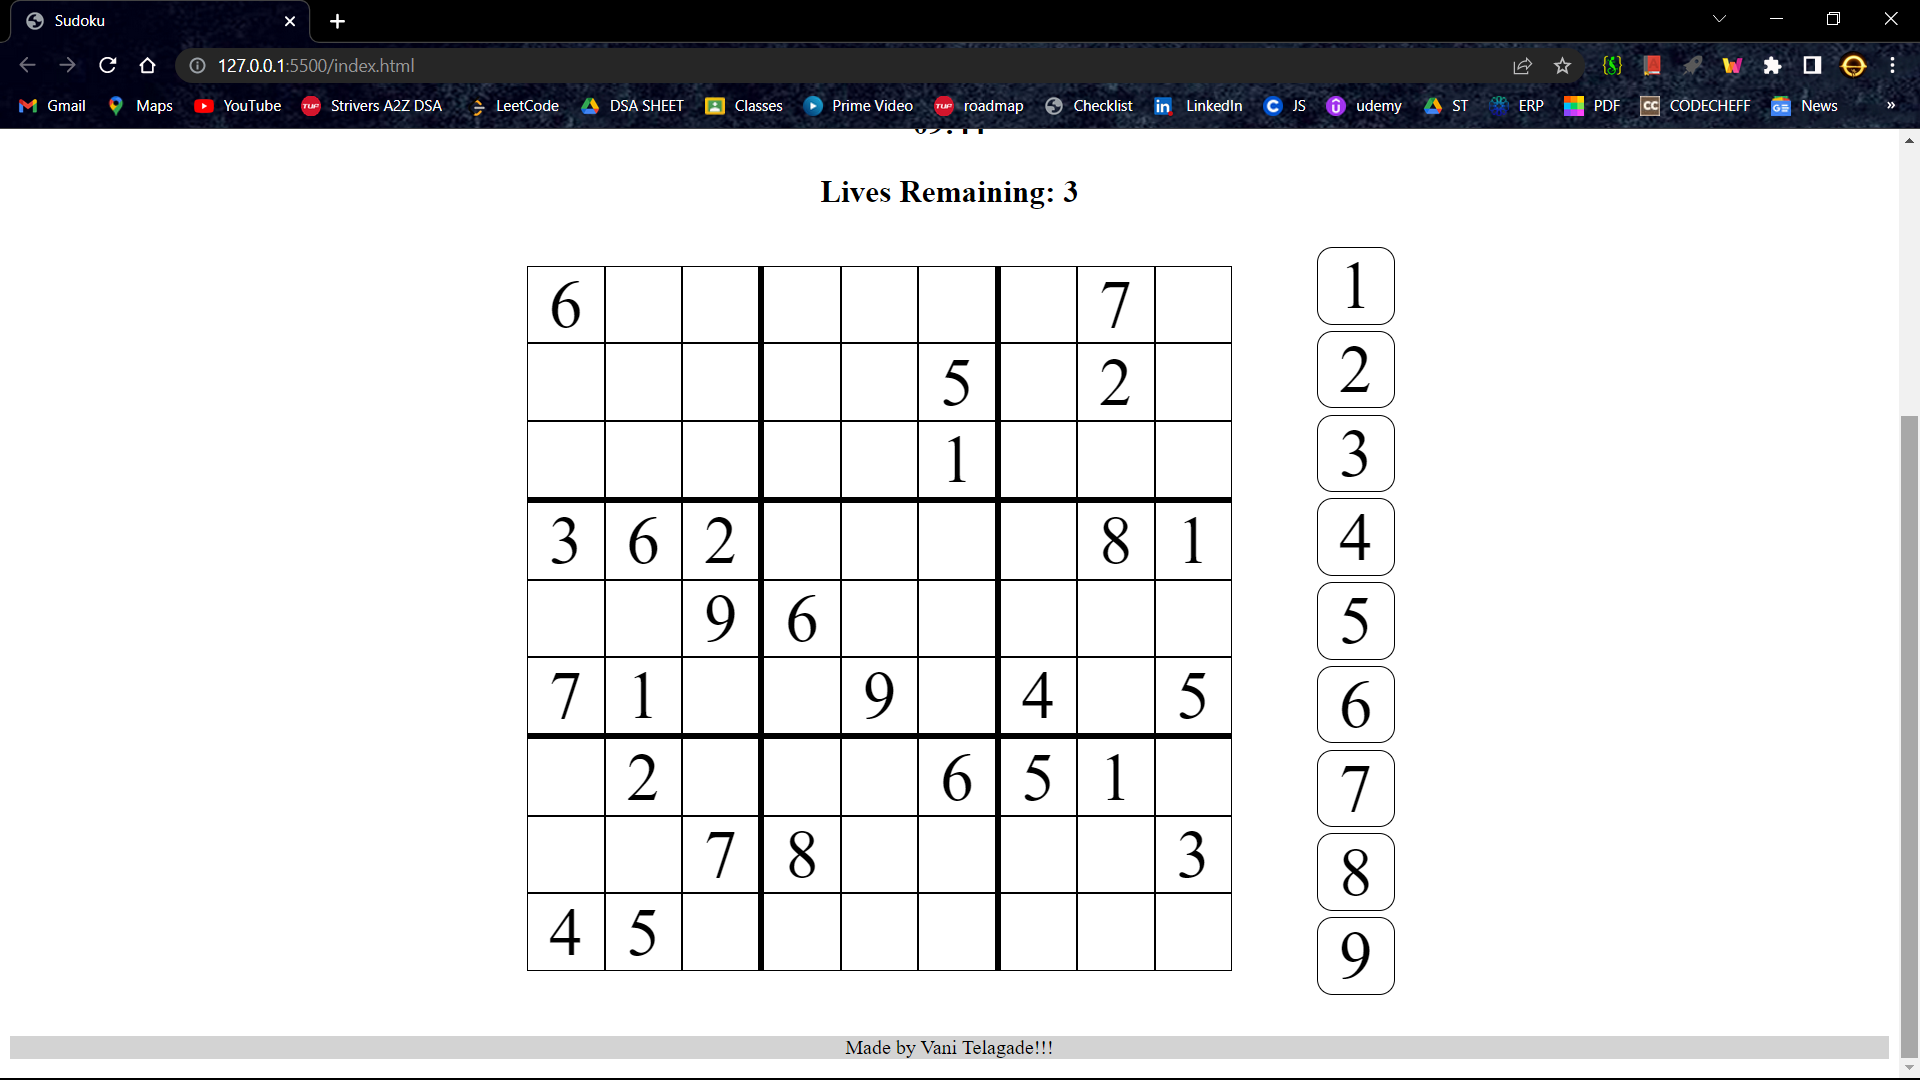 Sudoku
127.0.0.1:5500/index.html
Gmail Maps YouTube Strivers A2Z DSA LeetCode DSA SHEET Classes Prime Video roadmap Checklist LinkedIn JS udemy ST ERP PDF CODECHEFF News »
Lives Remaining: 3
6 7
5 2
1
3 6 2 8 1
9 6
7 1 9 4 5
2 6 5 1
7 8 3
4 5
1
2
3
4
5
6
7
8
9
Made by Vani Telagade!!!